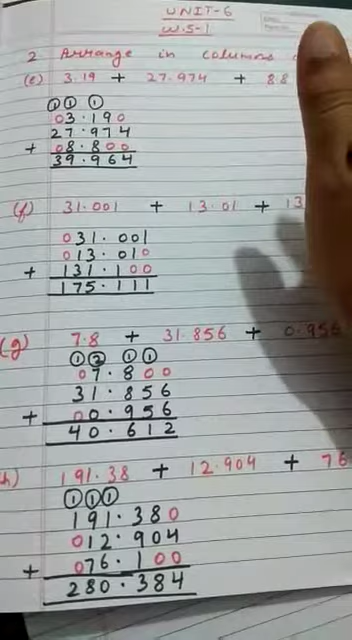 UNIT-6
W.S-1
2 Arrange in columns
(e) 3.19 + 27.974 + 8.8
1 1 1
03.190
27.974
+ 08.800
39.964
(f) 31.001 + 13.01 + 13
031.001
013.010
+ 131.100
175.111
(g) 7.8 + 31.856 + 0.956
1 2 1 1
07.800
31.856
+ 00.956
40.612
h) 191.38 + 12.904 + 76
1 1 1
191.380
012.904
+ 076.100
280.384